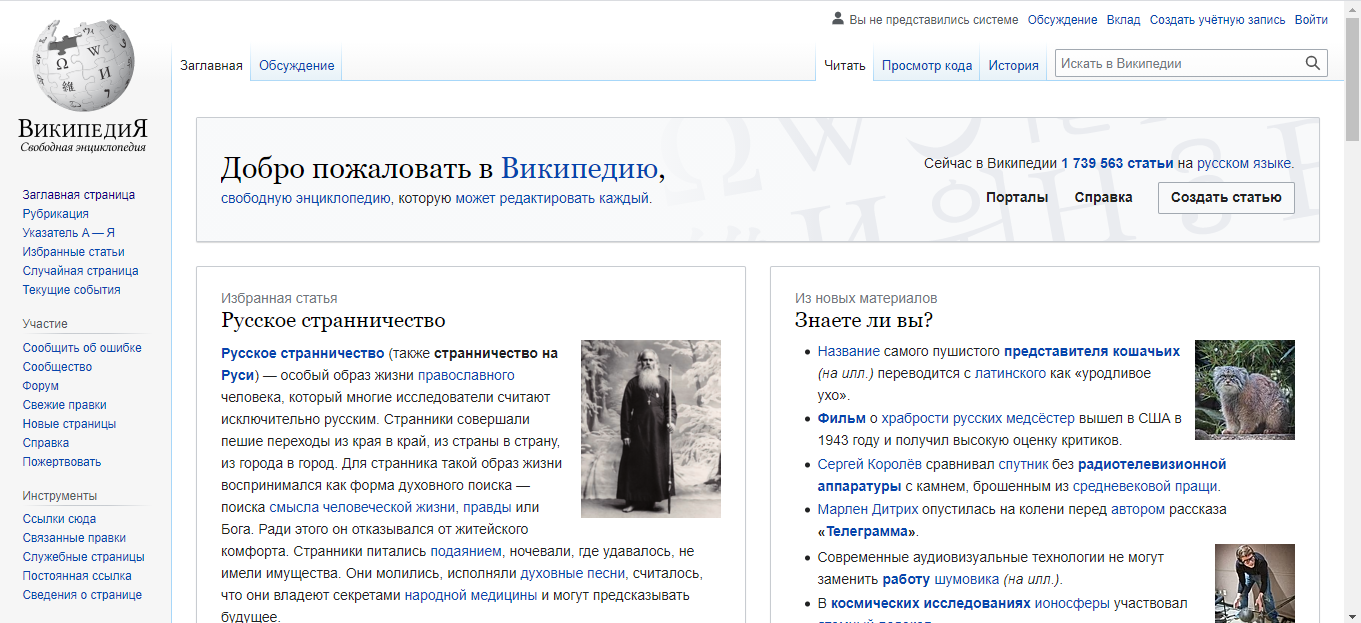 Вы не представились системе Обсуждение Вклад Создать учётную запись Войти
Заглавная Обсуждение Читать Просмотр кода История Искать в Википедии
ВикипедиЯ
Свободная энциклопедия
Заглавная страница
Рубрикация
Указатель А — Я
Избранные статьи
Случайная страница
Текущие события
Участие
Сообщить об ошибке
Сообщество
Форум
Свежие правки
Новые страницы
Справка
Пожертвовать
Инструменты
Ссылки сюда
Связанные правки
Служебные страницы
Постоянная ссылка
Сведения о странице
Добро пожаловать в Википедию,
свободную энциклопедию, которую может редактировать каждый.
Сейчас в Википедии 1 739 563 статьи на русском языке.
Порталы Справка Создать статью
Избранная статья
Русское странничество
Русское странничество (также странничество на
Руси) — особый образ жизни православного
человека, который многие исследователи считают
исключительно русским. Странники совершали
пешие переходы из края в край, из страны в страну,
из города в город. Для странника такой образ жизни
воспринимался как форма духовного поиска —
поиска смысла человеческой жизни, правды или
Бога. Ради этого он отказывался от житейского
комфорта. Странники питались подаянием, ночевали, где удавалось, не
имели имущества. Они молились, исполняли духовные песни, считалось,
что они владеют секретами народной медицины и могут предсказывать
будущее.
Из новых материалов
Знаете ли вы?
Название самого пушистого представителя кошачьих
(на илл.) переводится с латинского как «уродливое
ухо».
Фильм о храбрости русских медсёстер вышел в США в
1943 году и получил высокую оценку критиков.
Сергей Королёв сравнивал спутник без радиотелевизионной
аппаратуры с камнем, брошенным из средневековой пращи.
Марлен Дитрих опустилась на колени перед автором рассказа
«Телеграмма».
Современные аудиовизуальные технологии не могут
заменить работу шумовика (на илл.).
В космических исследованиях ионосферы участвовал